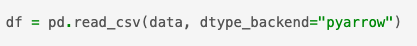 df = pd.read_csv(data, dtype_backend="pyarrow")